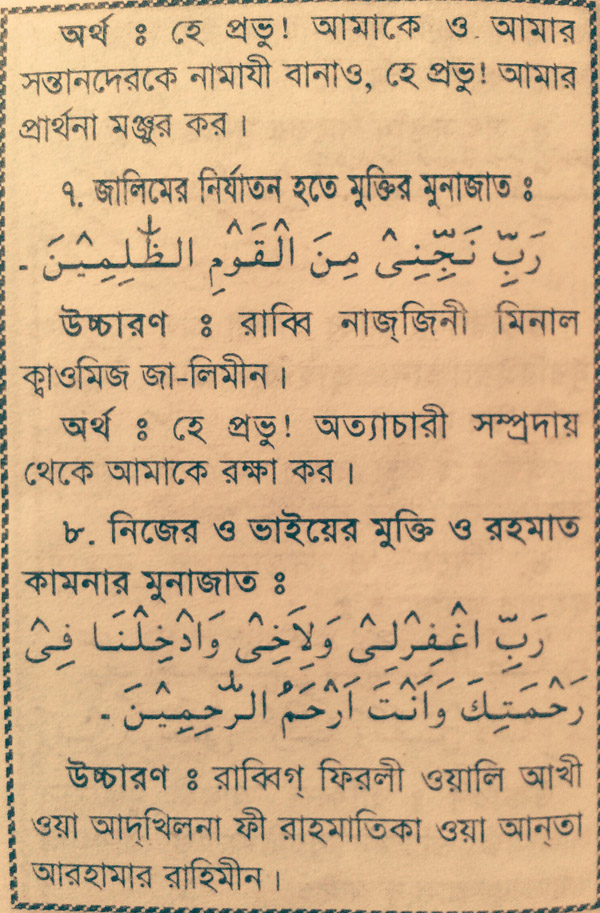 অর্থ ঃ হে প্রভু! আমাকে ও আমার
সন্তানদেরকে নামাযী বানাও, হে প্রভু! আমার
প্রার্থনা মঞ্জুর কর।
৭. জালিমের নির্যাতন হতে মুক্তির মুনাজাত ঃ
رَبِّ نَجِّنِىْ مِنَ الْقَوْمِ الظّٰلِمِيْنَ -
উচ্চারণ ঃ রাব্বি নাজ্জিনী মিনাল
ক্বাওমিজ জা-লিমীন।
অর্থ ঃ হে প্রভু! অত্যাচারী সম্প্রদায়
থেকে আমাকে রক্ষা কর।
৮. নিজের ও ভাইয়ের মুক্তি ও রহমাত
কামনার মুনাজাত ঃ
رَبِّ اغْفِرْلِىْ وَلِاَخِىْ وَاَدْخِلْنَا فِىْ
رَحْمَتِكَ وَاَنْتَ اَرْحَمُ الرّٰحِمِيْنَ -
উচ্চারণ ঃ রাব্বিগ্ ফিরলী ওয়ালি আখী
ওয়া আদ্খিলনা ফী রাহমাতিকা ওয়া আন্তা
আরহামার রাহিমীন।